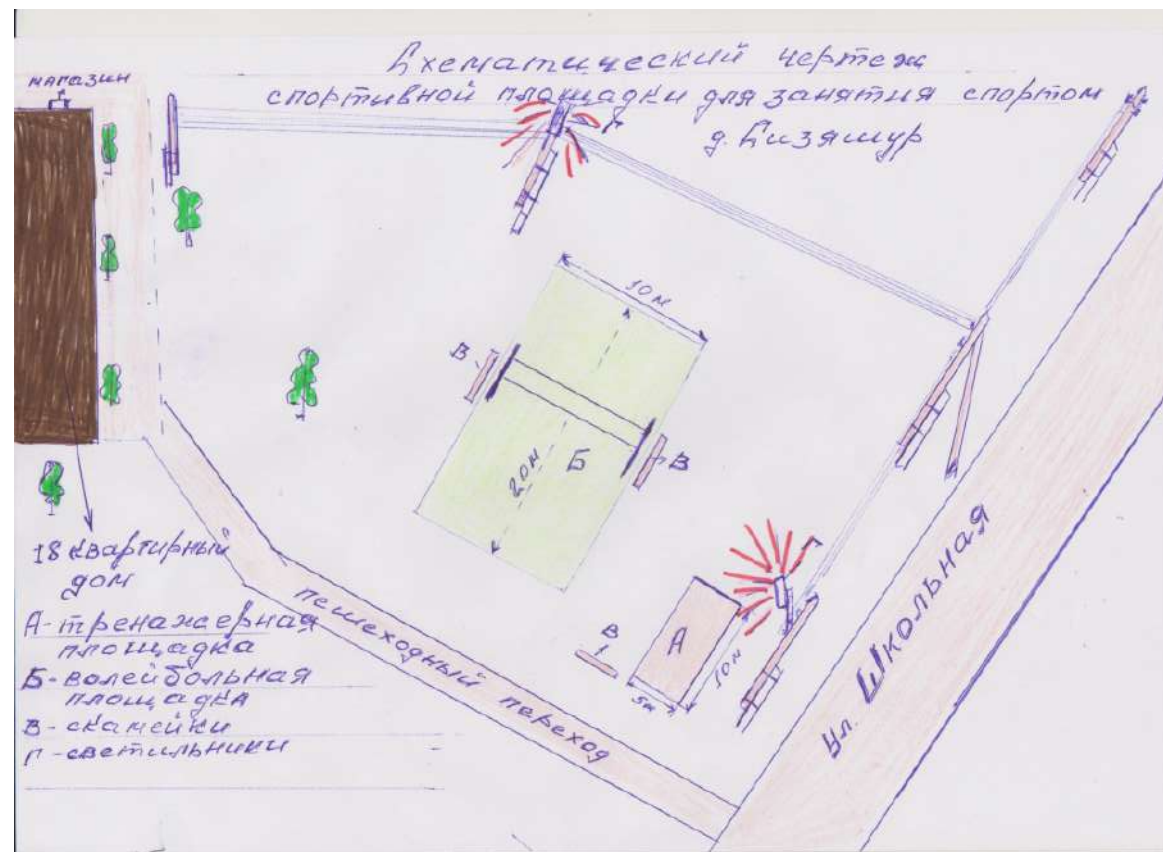 Схематический чертеж
спортивной площадки для занятия спортом
д. Сизяшур
магазин
Г
10 м
В
20 м
Б
В
Г
В
А
10 м
5 м
ул. Школьная
пешеходный переход
18 квартирный
дом
А - тренажерная
площадка
Б - волейбольная
площадка
В - скамейки
Г - светильники